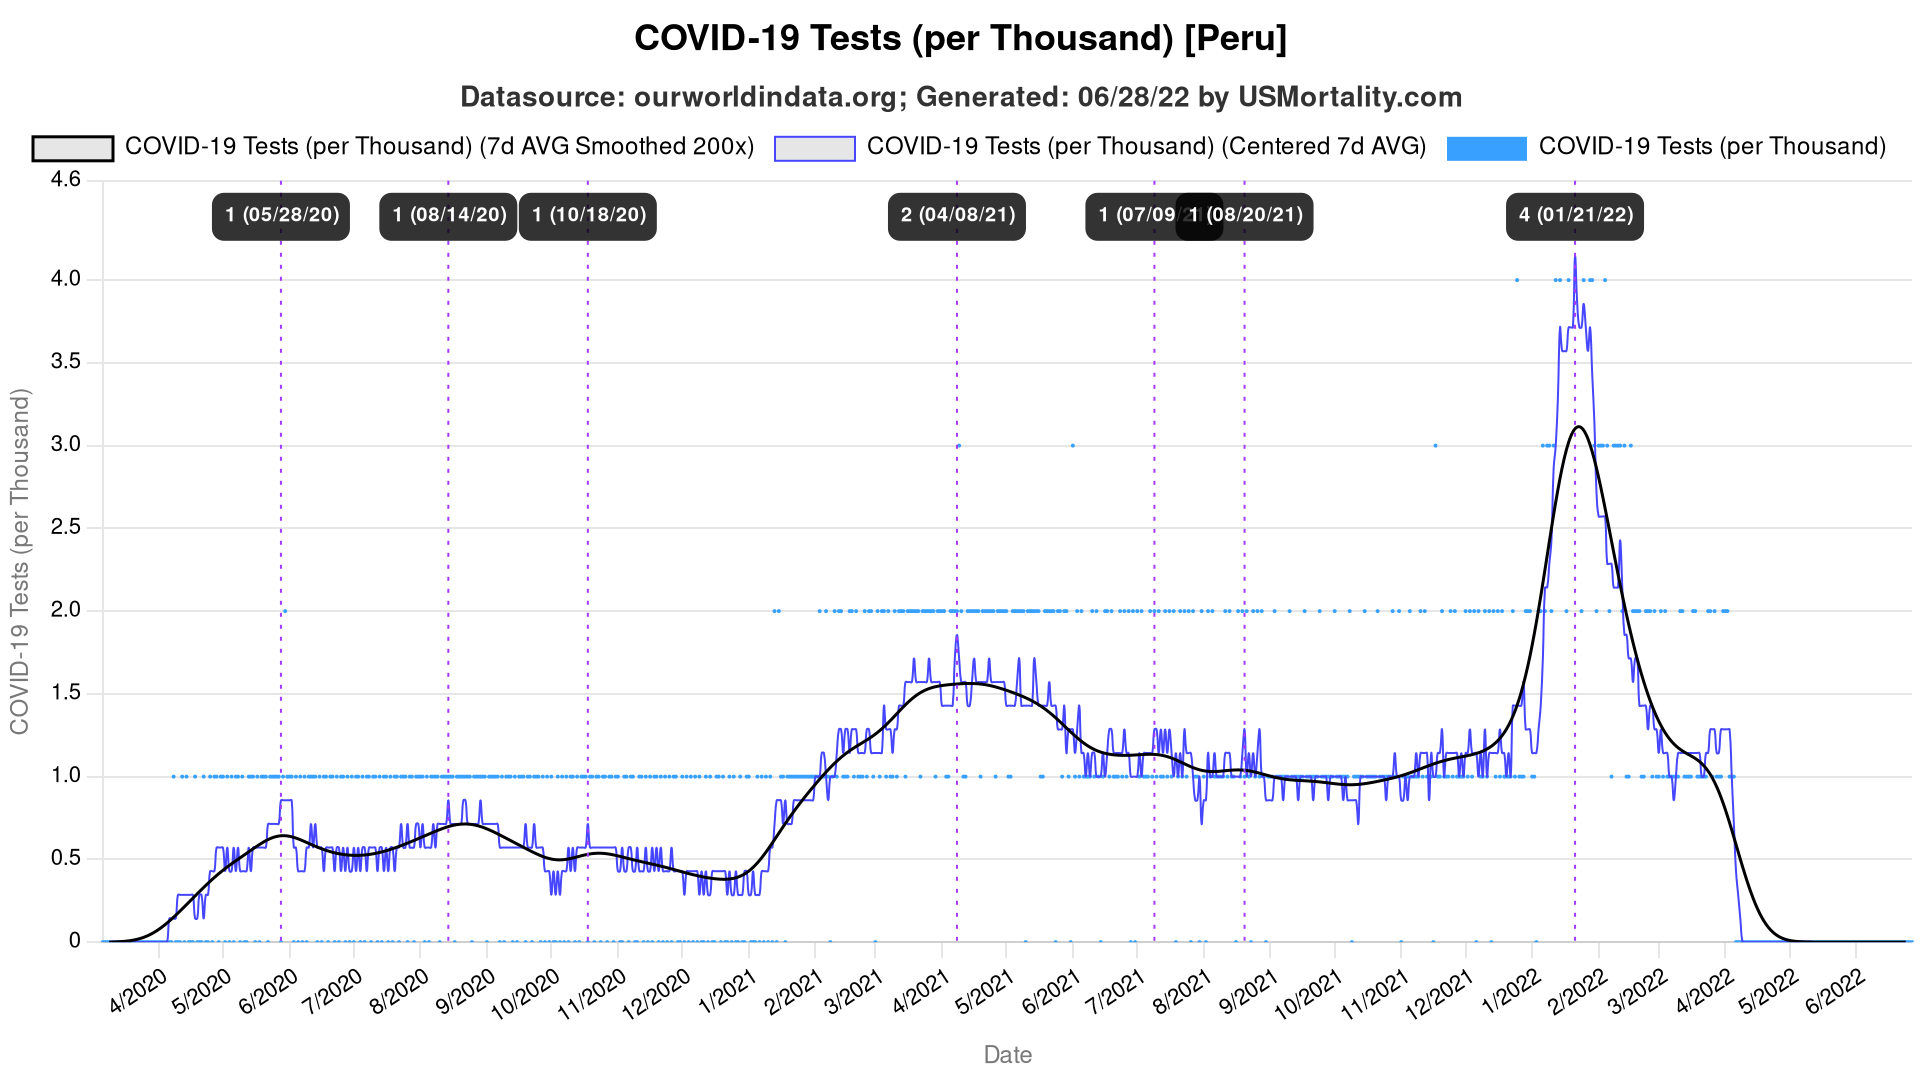 COVID-19 Tests (per Thousand) [Peru]
Datasource: ourworldindata.org; Generated: 06/28/22 by USMortality.com
COVID-19 Tests (per Thousand) (7d AVG Smoothed 200x) COVID-19 Tests (per Thousand) (Centered 7d AVG) COVID-19 Tests (per Thousand)
4.6
1 (05/28/20) 1 (08/14/20) 1 (10/18/20) 2 (04/08/21) 1 (07/09/21) 1 (08/20/21) 4 (01/21/22)
4.0
3.5
3.0
2.5
2.0
1.5
1.0
0.5
0
COVID-19 Tests (per Thousand)
4/2020 5/2020 6/2020 7/2020 8/2020 9/2020 10/2020 11/2020 12/2020 1/2021 2/2021 3/2021 4/2021 5/2021 6/2021 7/2021 8/2021 9/2021 10/2021 11/2021 12/2021 1/2022 2/2022 3/2022 4/2022 5/2022 6/2022
Date